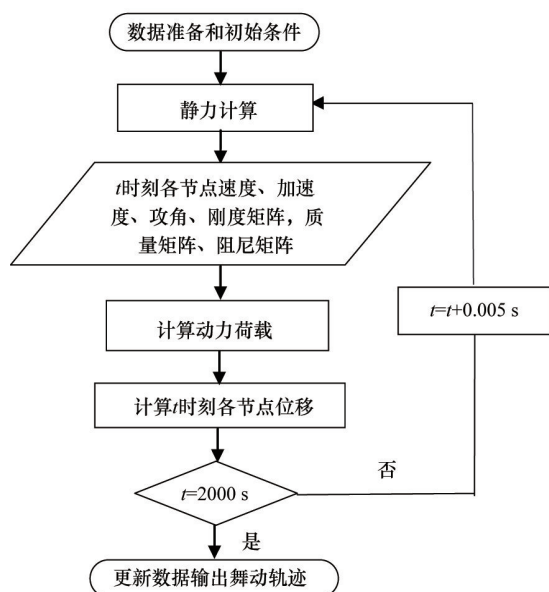 数据准备和初始条件
静力计算
t时刻各节点速度、加速
度、攻角、刚度矩阵，质
量矩阵、阻尼矩阵
t=t+0.005 s
计算动力荷载
计算t时刻各节点位移
否
t=2000 s
是
更新数据输出舞动轨迹